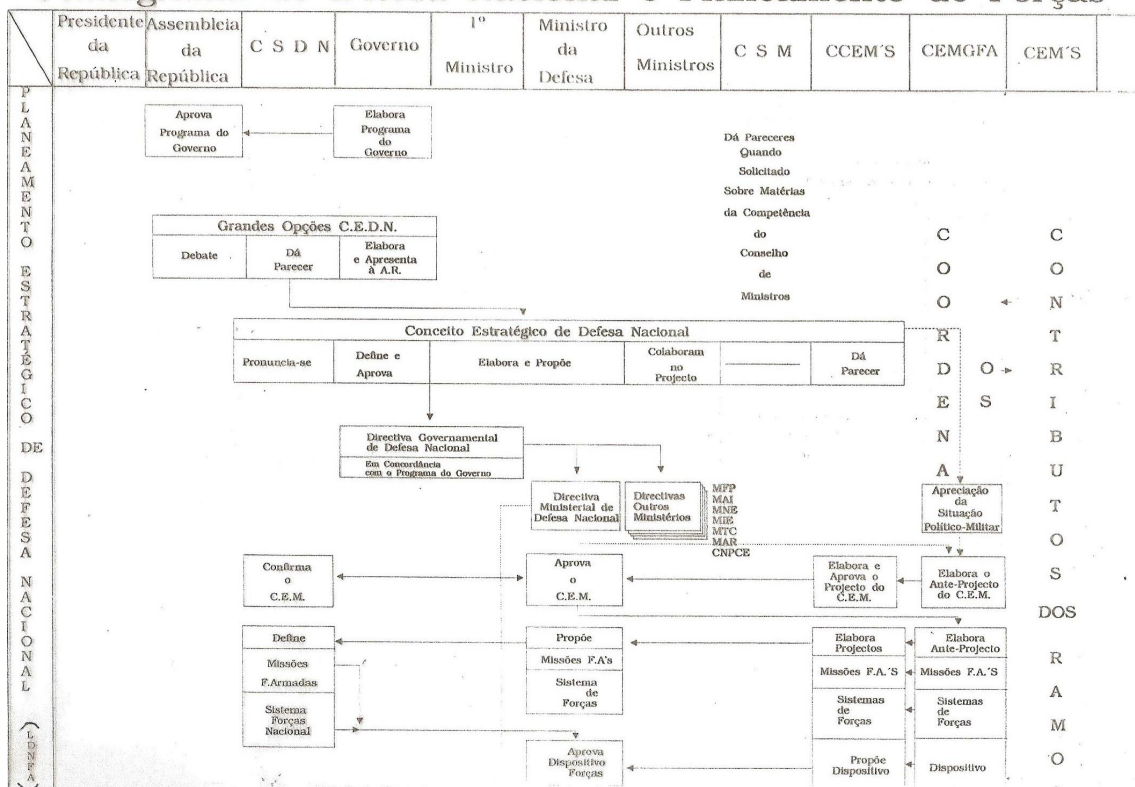 Presidente
da
República
Assembleia
da
República
C S D N
Governo
1º
Ministro
Ministro
da
Defesa
Outros
Ministros
C S M
CCEM´S
CEMGFA
CEM´S
PLANEAMENTO ESTRATÉGICO DE DEFESA NACIONAL (LDNFA)
Aprova
Programa do
Governo
Elabora
Programa
do
Governo
Dá Pareceres
Quando
Solicitado
Sobre Matérias
da Competência
do
Conselho
de
Ministros
Grandes Opções C.E.D.N.
Debate
Dá
Parecer
Elabora
e Apresenta
à A.R.
Conceito Estratégico de Defesa Nacional
Pronuncia-se
Define e
Aprova
Elabora e Propõe
Colaboram
no
Projecto
Dá
Parecer
Directiva Governamental
de Defesa Nacional
Em Concordância
com o Programa do Governo
Directiva
Ministerial de
Defesa Nacional
Directivas
Outros
Ministérios
MFP
MAI
MNE
MIE
MTC
MAR
CNPCE
Apreciação
da
Situação
Político-Militar
Confirma
o
C.E.M.
Aprova
o
C.E.M.
Elabora e
Aprova o
Projecto do
C.E.M.
Elabora o
Ante-Projecto
do C.E.M.
Define
Missões
F.Armadas
Sistema
Forças
Nacional
Propõe
Missões F.A's
Sistema
de
Forças
Elabora
Projectos
Missões F.A.´S
Sistemas
de
Forças
Propõe
Dispositivo
Elabora
Ante-Projecto
Missões F.A.´S
Sistemas
de
Forças
Dispositivo
Aprova
Dispositivo
Forças
COORDENA
OS
CONTRIBUTOS
DOS
RAMO